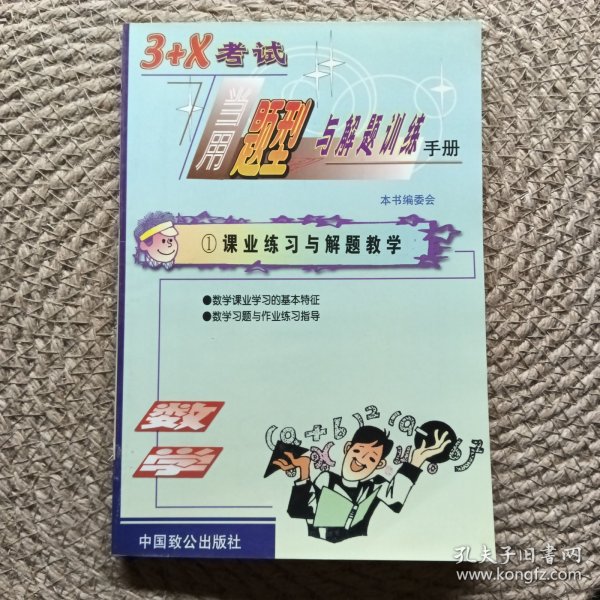 3+X考试
当用题型与解题训练手册
本书编委会
①课业练习与解题教学
●数学课业学习的基本特征
●数学习题与作业练习指导
数学
中国致公出版社
孔夫子旧书网
www.kongfz.com